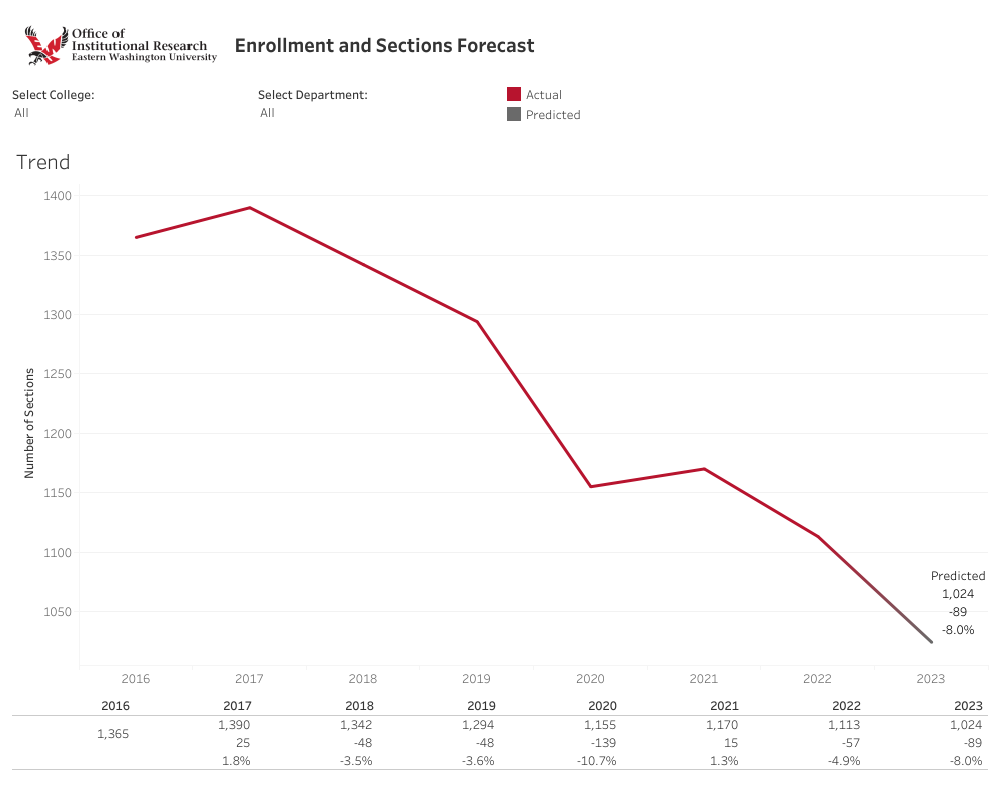 Office of
Institutional Research
Eastern Washington University
Enrollment and Sections Forecast
Select College:
All
Select Department:
All
Actual
Predicted
Trend
Number of Sections
1400
1350
1300
1250
1200
1150
1100
1050
Predicted
1,024
-89
-8.0%
2016 2017 2018 2019 2020 2021 2022 2023
2016 2017 2018 2019 2020 2021 2022 2023
1,365
1,390 1,342 1,294 1,155 1,170 1,113 1,024
25 -48 -48 -139 15 -57 -89
1.8% -3.5% -3.6% -10.7% 1.3% -4.9% -8.0%